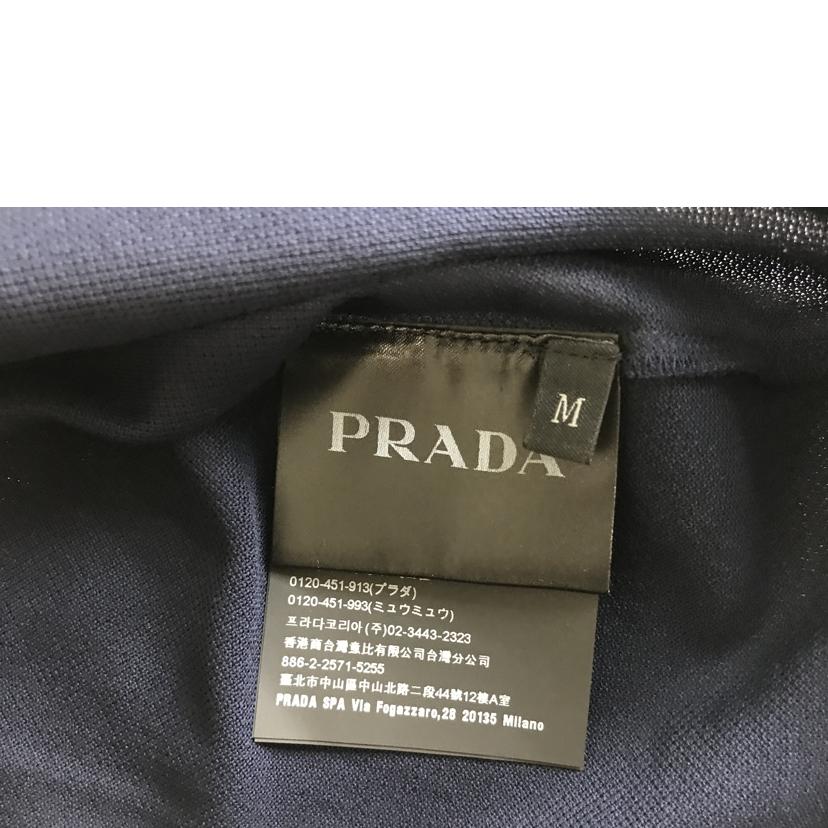 PRADA
M
0120-451-913(プラダ)
0120-451-993(ミュウミュウ)
프라다코리아(주)02-3443-2323
香港商台灣童比有限公司台灣分公司
886-2-2571-5255
臺北市中山區中山北路二段44號12樓A室
PRADA SPA Via Fogazzaro,28 20135 Milano